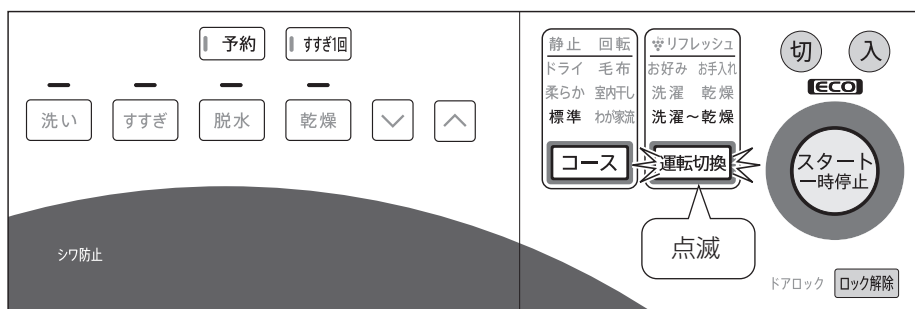 予約 すすぎ1回
洗い すすぎ 脱水 乾燥
シワ防止
静止 回転
ドライ 毛布
柔らか 室内干し
標準 わが家流
コース
リフレッシュ
お好み お手入れ
洗濯 乾燥
洗濯～乾燥
運転切換
点滅
切 入
ECO
スタート
一時停止
ドアロック ロック解除